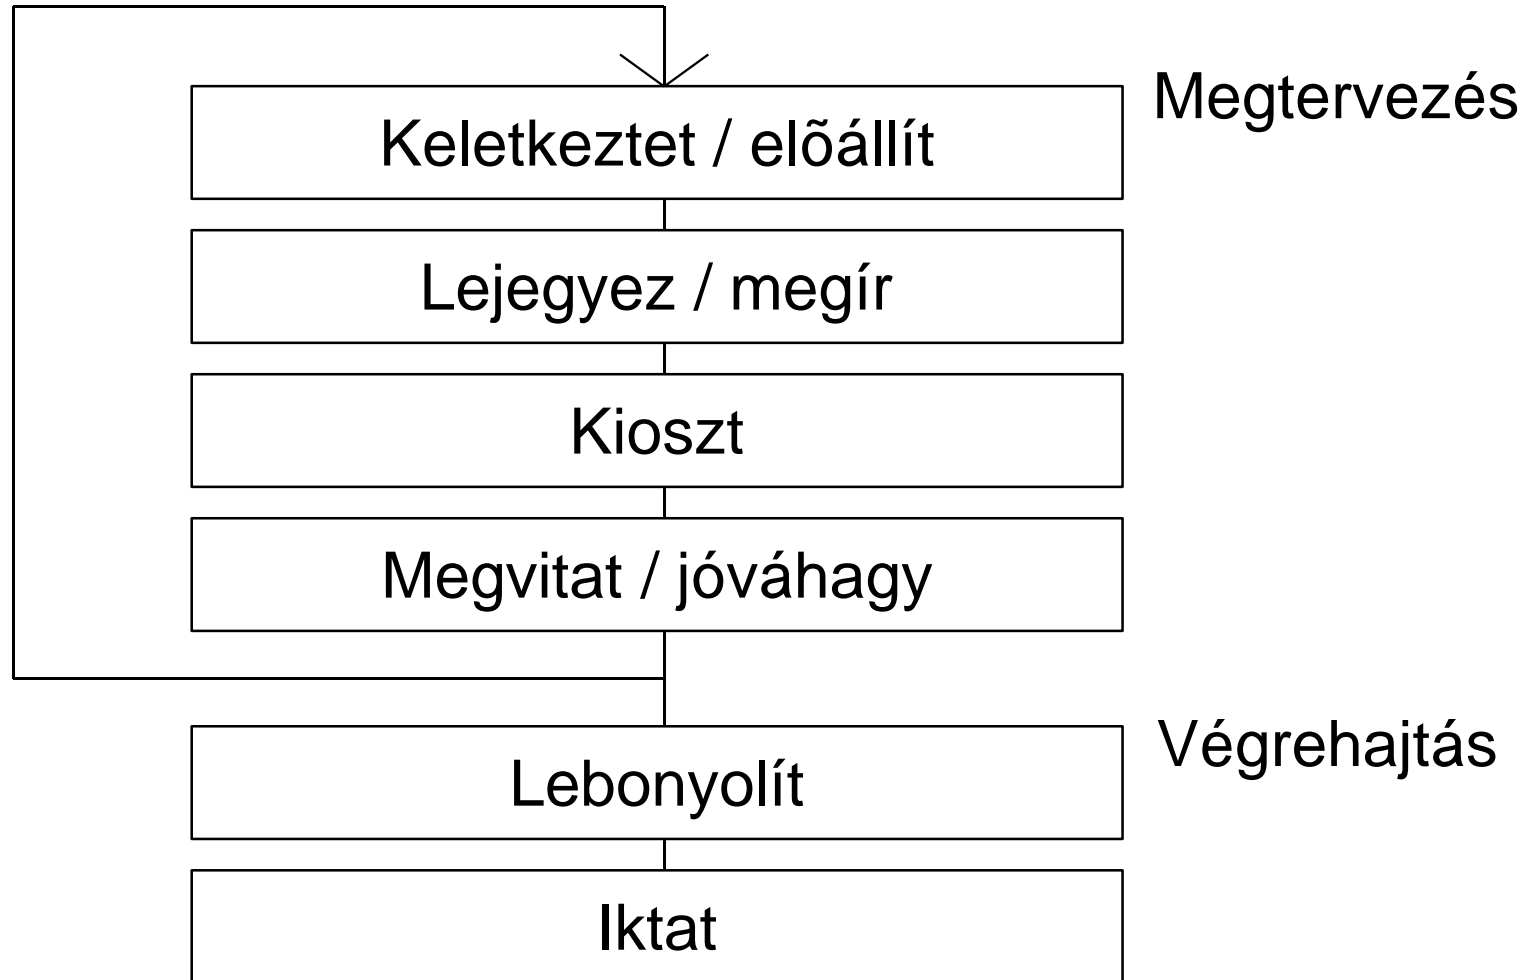 Megtervezés
Keletkeztet / elõállít
Lejegyez / megír
Kioszt
Megvitat / jóváhagy
Végrehajtás
Lebonyolít
Iktat